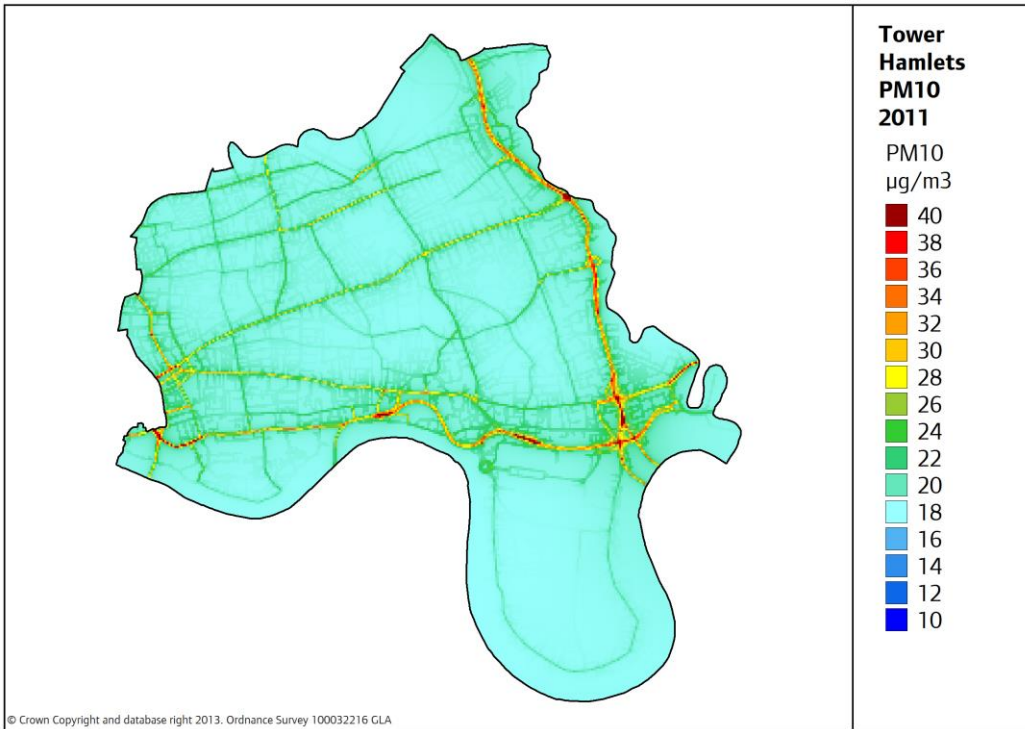 Tower
Hamlets
PM10
2011
PM10
µg/m3
40
38
36
34
32
30
28
26
24
22
20
18
16
14
12
10
© Crown Copyright and database right 2013. Ordnance Survey 100032216 GLA